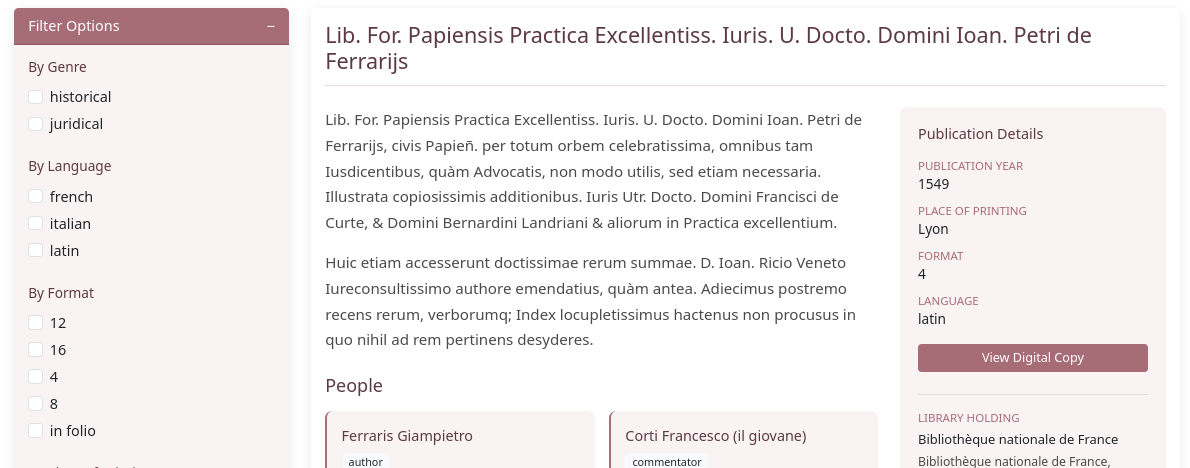 Filter Options −
By Genre
historical
juridical
By Language
french
italian
latin
By Format
12
16
4
8
in folio
Lib. For. Papiensis Practica Excellentiss. Iuris. U. Docto. Domini Ioan. Petri de
Ferrarijs
Lib. For. Papiensis Practica Excellentiss. Iuris. U. Docto. Domini Ioan. Petri de
Ferrarijs, civis Papieñ. per totum orbem celebratissima, omnibus tam
Iusdicentibus, quàm Advocatis, non modo utilis, sed etiam necessaria.
Illustrata copiosissimis additionibus. Iuris Utr. Docto. Domini Francisci de
Curte, & Domini Bernardini Landriani & aliorum in Practica excellentium.
Huic etiam accesserunt doctissimae rerum summae. D. Ioan. Ricio Veneto
Iureconsultissimo authore emendatius, quàm antea. Adiecimus postremo
recens rerum, verborumq; Index locupletissimus hactenus non procusus in
quo nihil ad rem pertinens desyderes.
People
Ferraris Giampietro
author
Corti Francesco (il giovane)
commentator
Publication Details
PUBLICATION YEAR
1549
PLACE OF PRINTING
Lyon
FORMAT
4
LANGUAGE
latin
View Digital Copy
LIBRARY HOLDING
Bibliothèque nationale de France
Bibliothèque nationale de France,